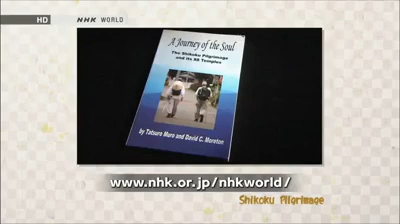 HD
NHK WORLD
A Journey of the Soul
The Shikoku Pilgrimage
and its 88 Temples
by Tatsuro Muro and David C. Moreton
www.nhk.or.jp/nhkworld/
Shikoku Pilgrimage